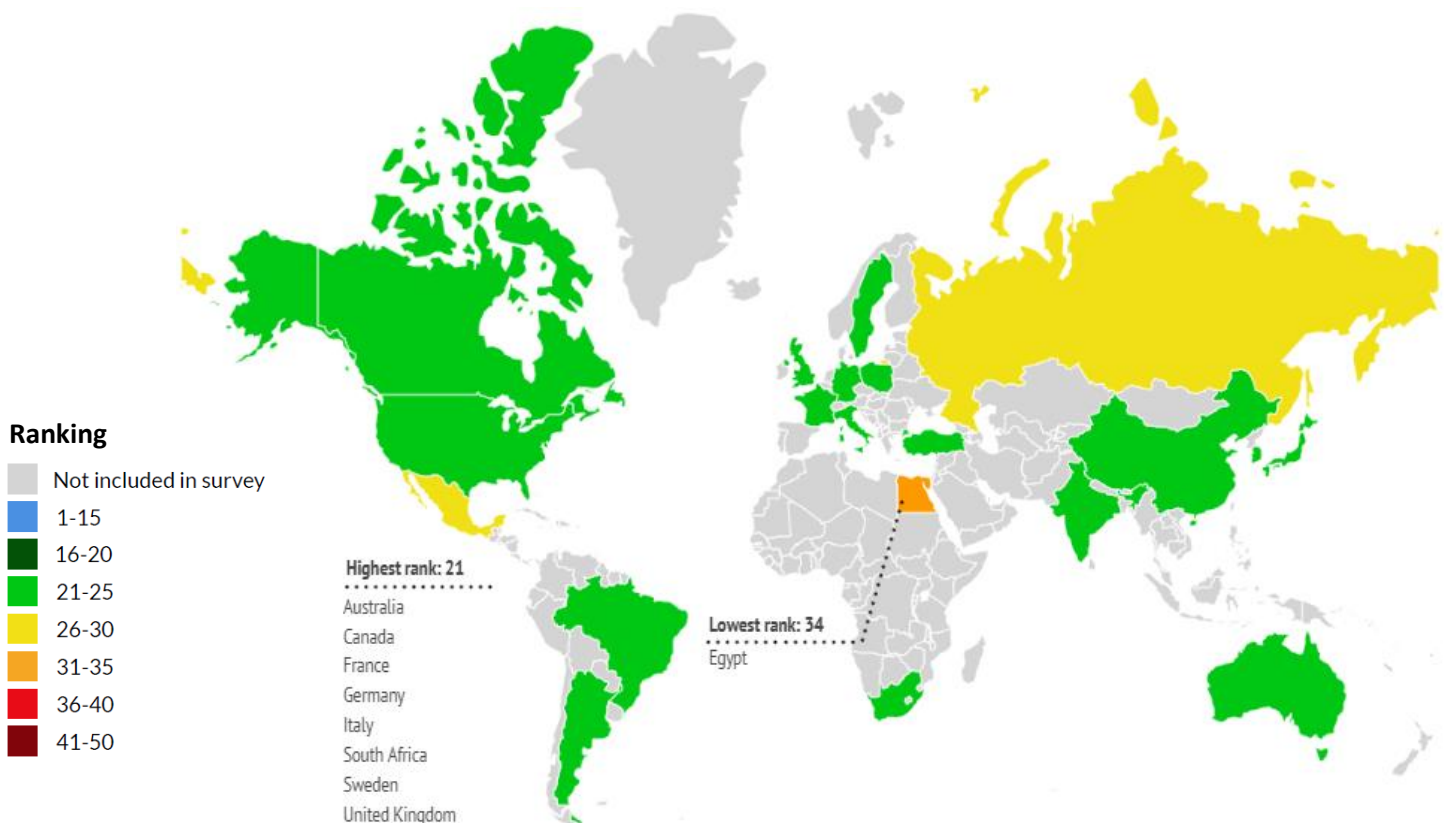 Ranking
Not included in survey
1-15
16-20
21-25
26-30
31-35
36-40
41-50
Highest rank: 21
Australia
Canada
France
Germany
Italy
South Africa
Sweden
United Kingdom
Lowest rank: 34
Egypt